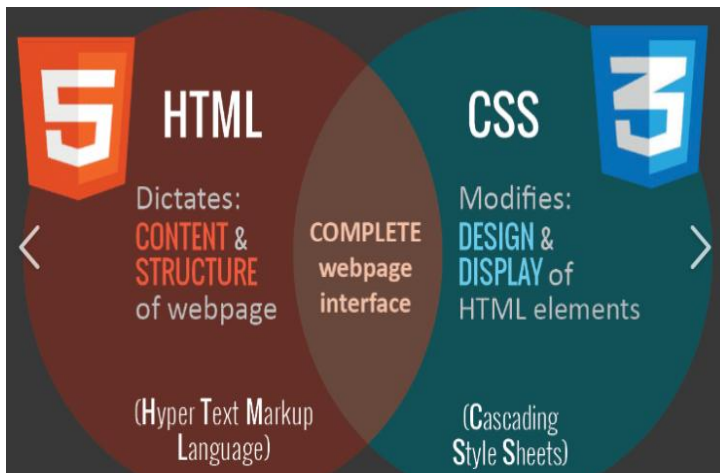 5
HTML
Dictates:
CONTENT &
STRUCTURE
of webpage
(Hyper Text Markup
Language)
COMPLETE
webpage
interface
3
CSS
Modifies:
DESIGN &
DISPLAY of
HTML elements
(Cascading
Style Sheets)